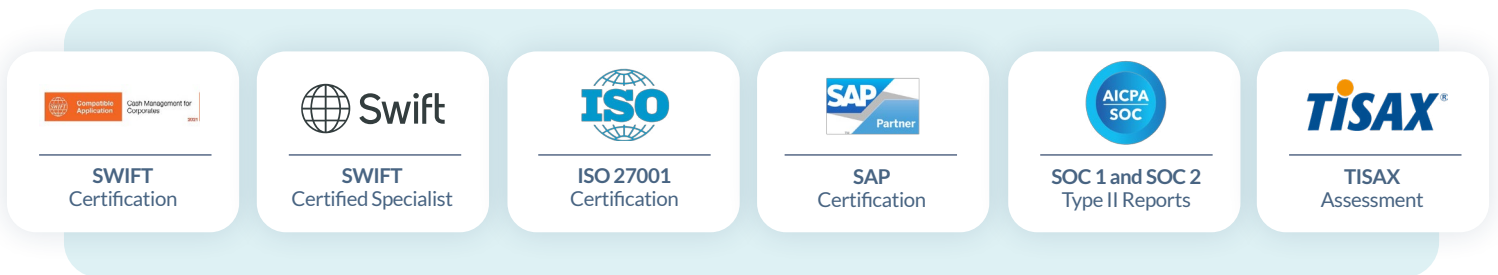 SWIFT
Compatible
Application
Cash Management for
Corporates
2021
SWIFT
Certification
Swift
SWIFT
Certified Specialist
ISO
ISO 27001
Certification
SAP
Partner
SAP
Certification
AICPA
SOC
SOC 1 and SOC 2
Type II Reports
TISAX®
TISAX
Assessment